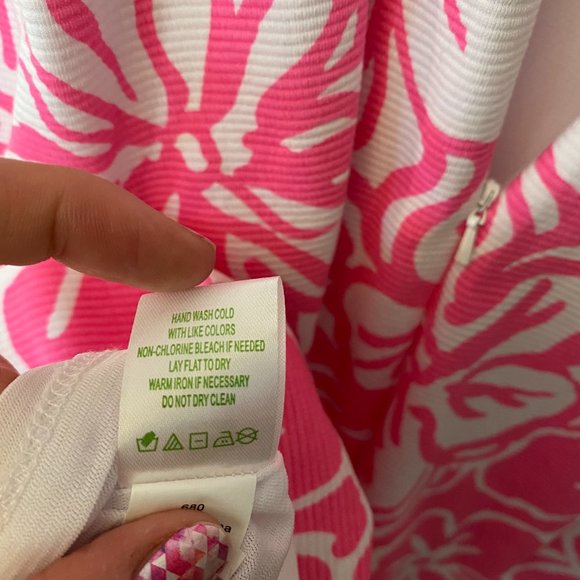 HAND WASH COLD
WITH LIKE COLORS
NON-CHLORINE BLEACH IF NEEDED
LAY FLAT TO DRY
WARM IRON IF NECESSARY
DO NOT DRY CLEAN
680